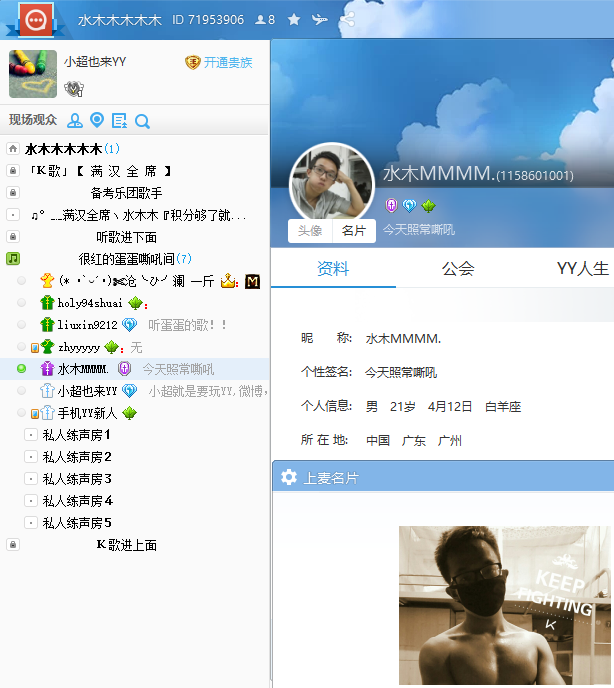 水木木木木木 ID 71953906 8
小超也来YY
开通贵族
现场观众
水木木木木木(1)
「K歌」【 满 汉 全 席 】
备考乐团歌手
♫°﹎满汉全席ヽ水木木『积分够了就...
听歌进下面
很红的蛋蛋嘶吼间(7)
holy94shuai
liuxin9212 听蛋蛋的歌！！
zhyyyyy 无
水木MMMM. 今天照常嘶吼
小超也来YY 小超就是要玩YY,微博,
手机YY新人
私人练声房1
私人练声房2
私人练声房3
私人练声房4
私人练声房5
K歌进上面
水木MMMM.(1158601001)
头像 名片 今天照常嘶吼
资料 公会 YY人生
昵 称: 水木MMMM.
个性签名: 今天照常嘶吼
个人信息: 男 21岁 4月12日 白羊座
所 在 地: 中国 广东 广州
上麦名片
KEEP
FIGHTING
K